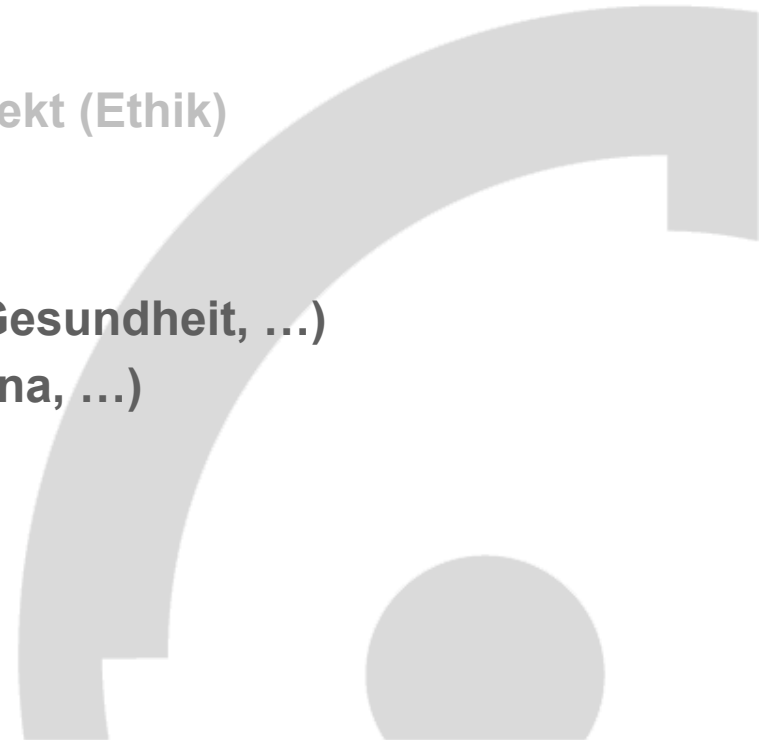 ekt (Ethik)
Gesundheit, …)
na, …)